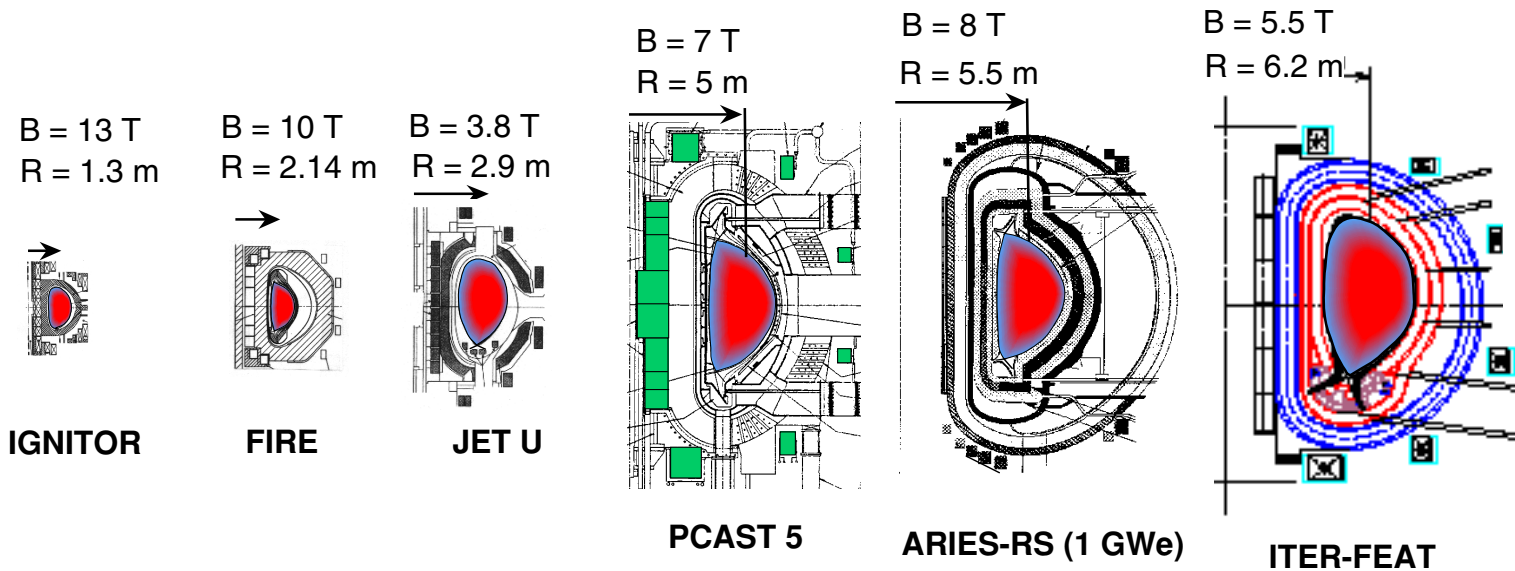 B = 13 T
R = 1.3 m
IGNITOR
B = 10 T
R = 2.14 m
FIRE
B = 3.8 T
R = 2.9 m
JET U
B = 7 T
R = 5 m
PCAST 5
B = 8 T
R = 5.5 m
ARIES-RS (1 GWe)
B = 5.5 T
R = 6.2 m
ITER-FEAT